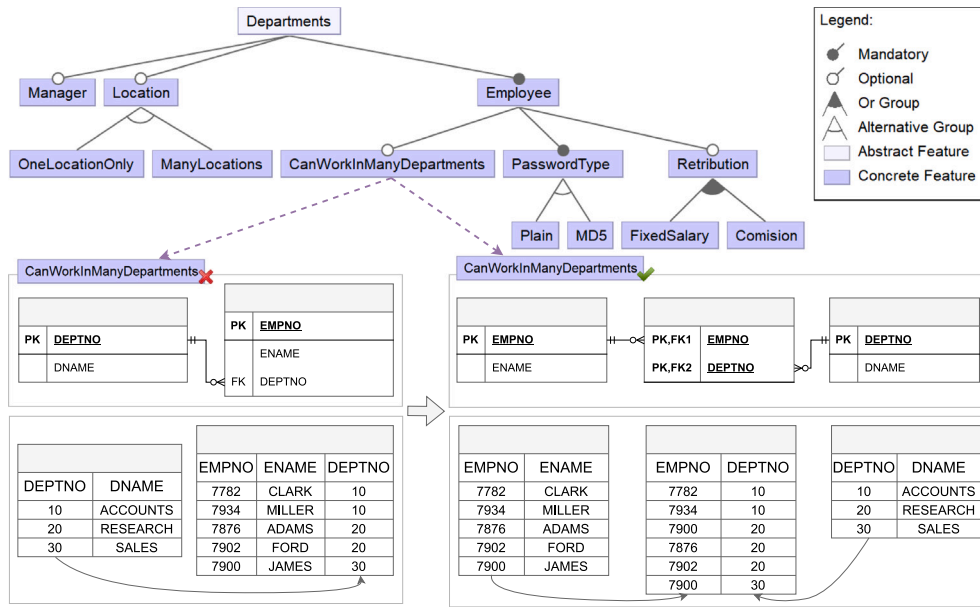 Departments
Legend:
Mandatory
Optional
Or Group
Alternative Group
Abstract Feature
Concrete Feature
Manager
Location
Employee
OneLocationOnly
ManyLocations
CanWorkInManyDepartments
PasswordType
Retribution
Plain
MD5
FixedSalary
Comision
CanWorkInManyDepartments
CanWorkInManyDepartments
PK DEPTNO
DNAME
PK EMPNO
ENAME
FK DEPTNO
PK EMPNO
ENAME
PK,FK1 EMPNO
PK,FK2 DEPTNO
PK DEPTNO
DNAME
DEPTNO DNAME
10 ACCOUNTS
20 RESEARCH
30 SALES
EMPNO ENAME DEPTNO
7782 CLARK 10
7934 MILLER 10
7876 ADAMS 20
7902 FORD 20
7900 JAMES 30
EMPNO ENAME
7782 CLARK
7934 MILLER
7876 ADAMS
7902 FORD
7900 JAMES
EMPNO DEPTNO
7782 10
7934 10
7900 20
7876 20
7902 20
7900 30
DEPTNO DNAME
10 ACCOUNTS
20 RESEARCH
30 SALES